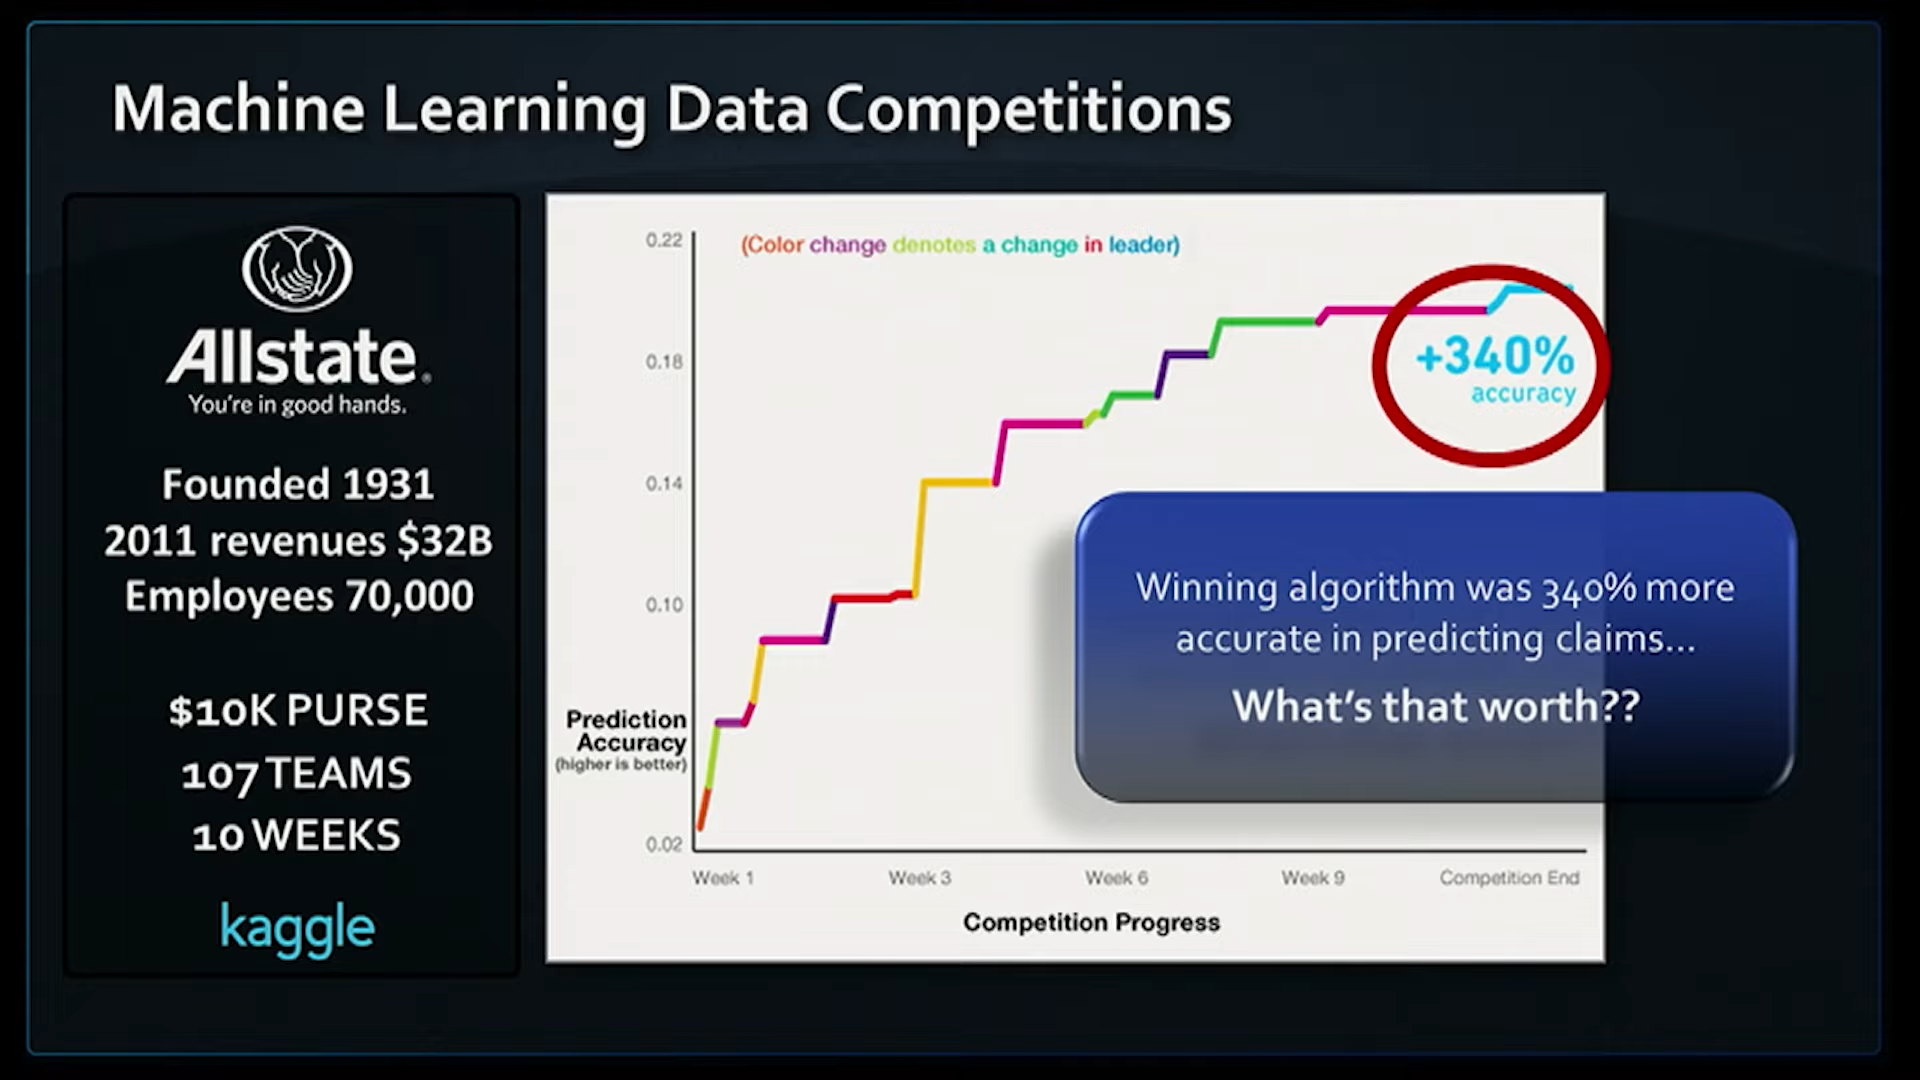 Machine Learning Data Competitions
Allstate®
You're in good hands.
Founded 1931
2011 revenues $32B
Employees 70,000
$10K PURSE
107 TEAMS
10 WEEKS
kaggle
(Color change denotes a change in leader)
0.22
0.18
0.14
0.10
0.02
Prediction
Accuracy
(higher is better)
+340%
accuracy
Winning algorithm was 340% more
accurate in predicting claims...
What's that worth??
Week 1
Week 3
Week 6
Week 9
Competition End
Competition Progress